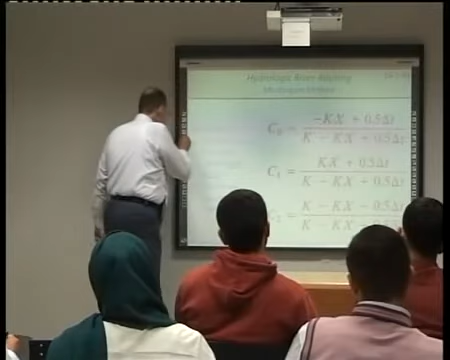 Hydrologic River Routing
Muskingum Method
C₀ = (-KX + 0.5Δt) / (K - KX + 0.5Δt)
C₁ = (KX + 0.5Δt) / (K - KX + 0.5Δt)
C₂ = (K - KX - 0.5Δt) / (K - KX + 0.5Δt)